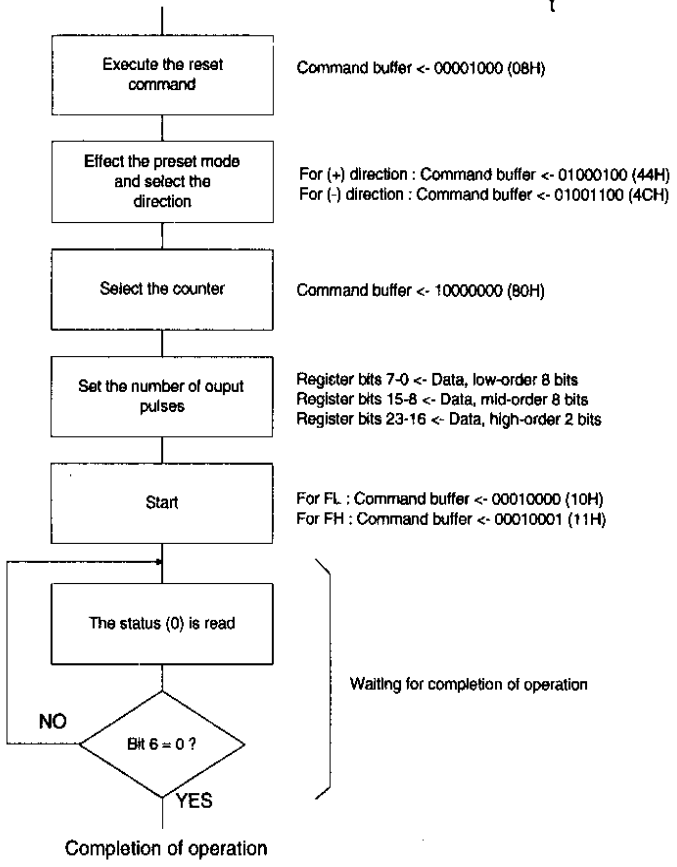 t
Execute the reset
command
Command buffer <- 00001000 (08H)
Effect the preset mode
and select the
direction
For (+) direction : Command buffer <- 01000100 (44H)
For (-) direction : Command buffer <- 01001100 (4CH)
Select the counter
Command buffer <- 10000000 (80H)
Set the number of ouput
pulses
Register bits 7-0 <- Data, low-order 8 bits
Register bits 15-8 <- Data, mid-order 8 bits
Register bits 23-16 <- Data, high-order 2 bits
Start
For FL : Command buffer <- 00010000 (10H)
For FH : Command buffer <- 00010001 (11H)
The status (0) is read
Waiting for completion of operation
NO
Bit 6 = 0 ?
YES
Completion of operation